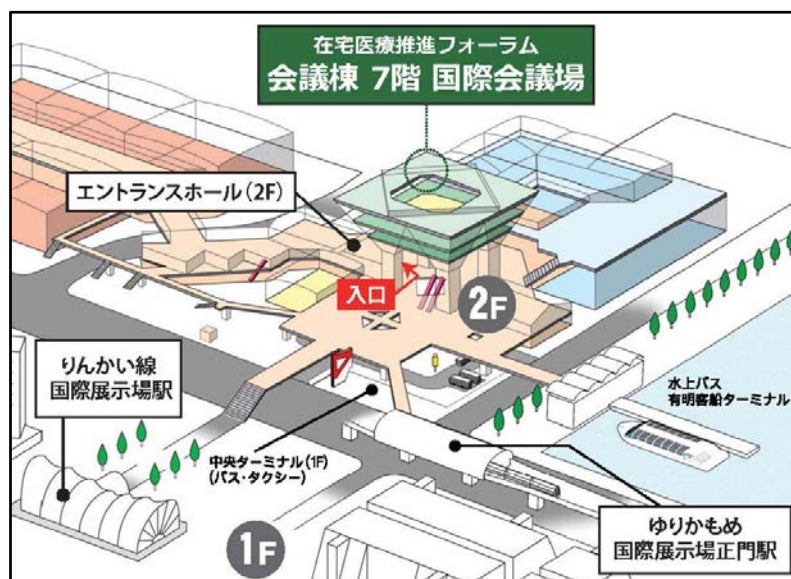 在宅医療推進フォーラム
会議棟 7階 国際会議場
エントランスホール(2F)
入口
2F
りんかい線
国際展示場駅
水上バス
有明客船ターミナル
中央ターミナル(1F)
(バス・タクシー)
1F
ゆりかもめ
国際展示場正門駅